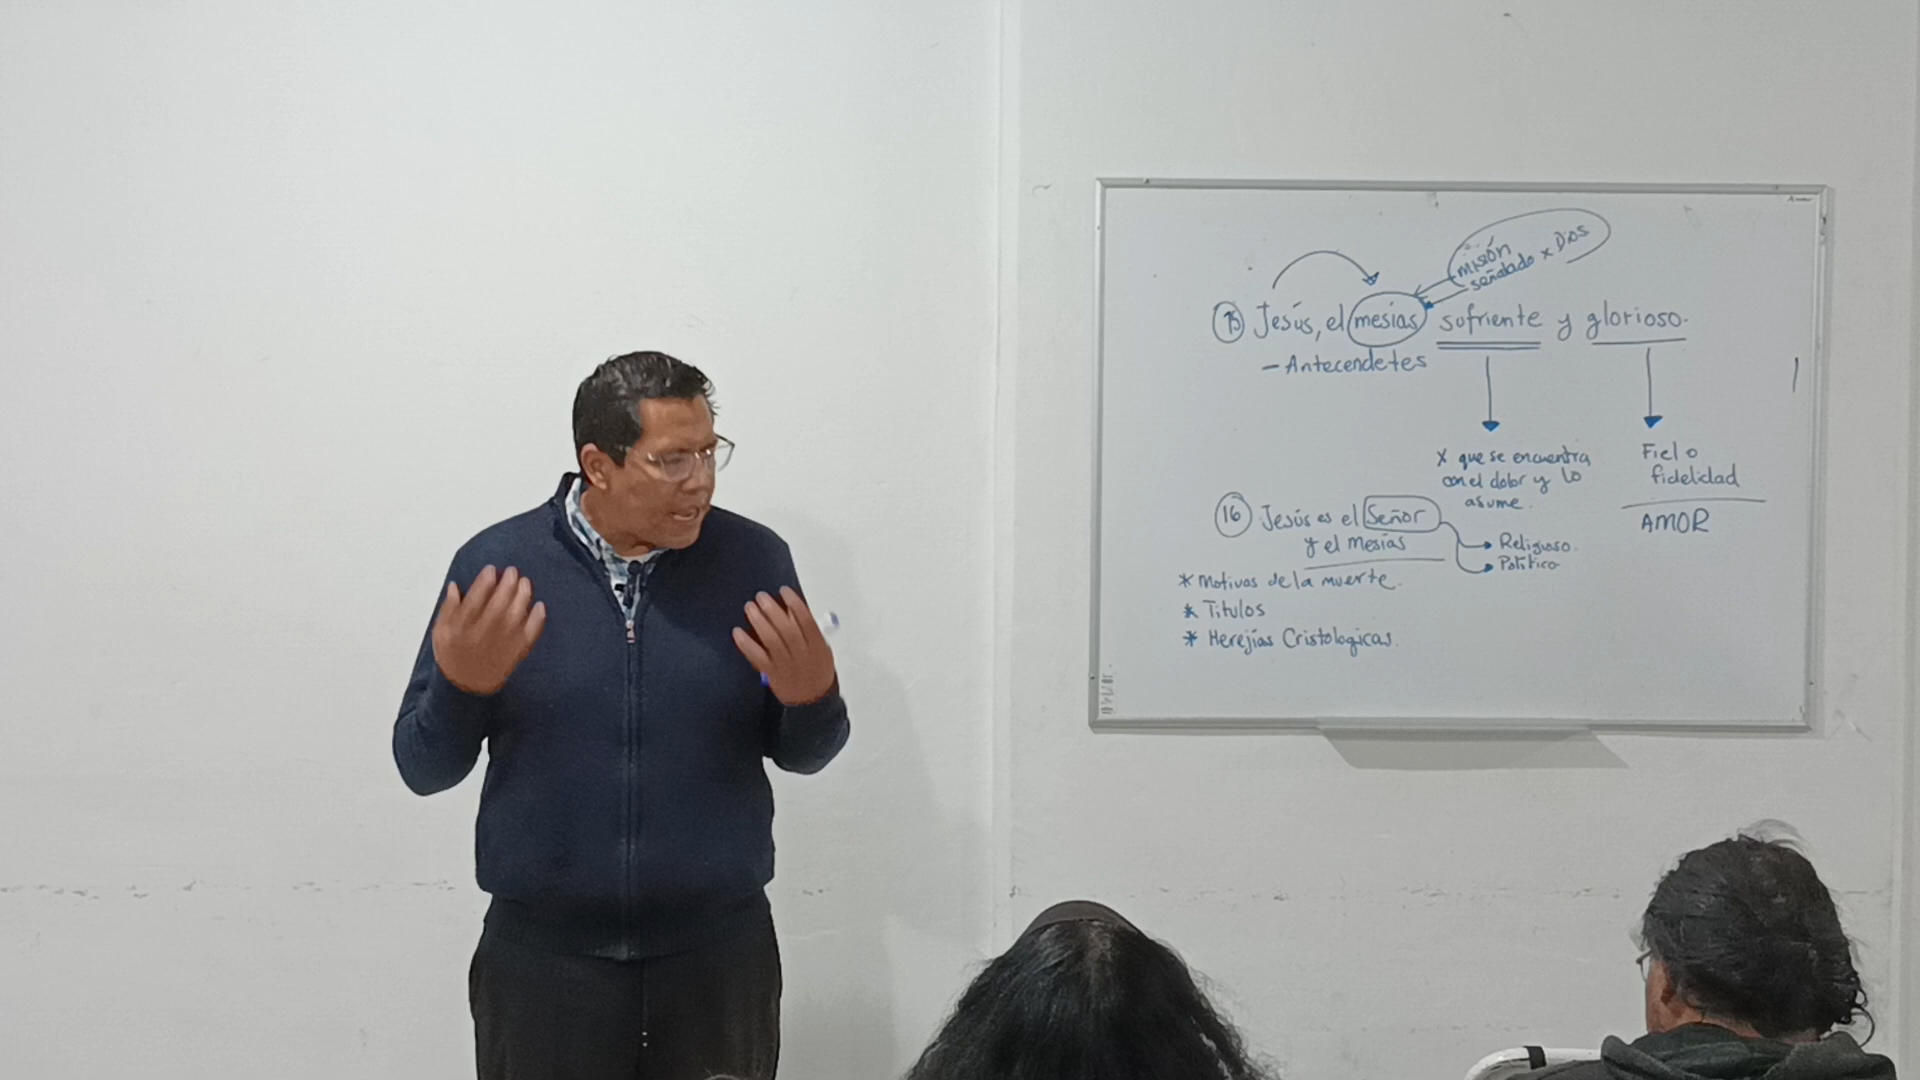 misión
señalado x Dios
15 Jesús, el mesías sufriente y glorioso.
- Antecendetes
x que se encuentra
con el dolor y lo
asume.
Fiel o
fidelidad
AMOR
16 Jesús es el Señor
y el Mesías
Religioso.
Político
* Motivos de la muerte.
* Titulos
* Herejías Cristologicas.